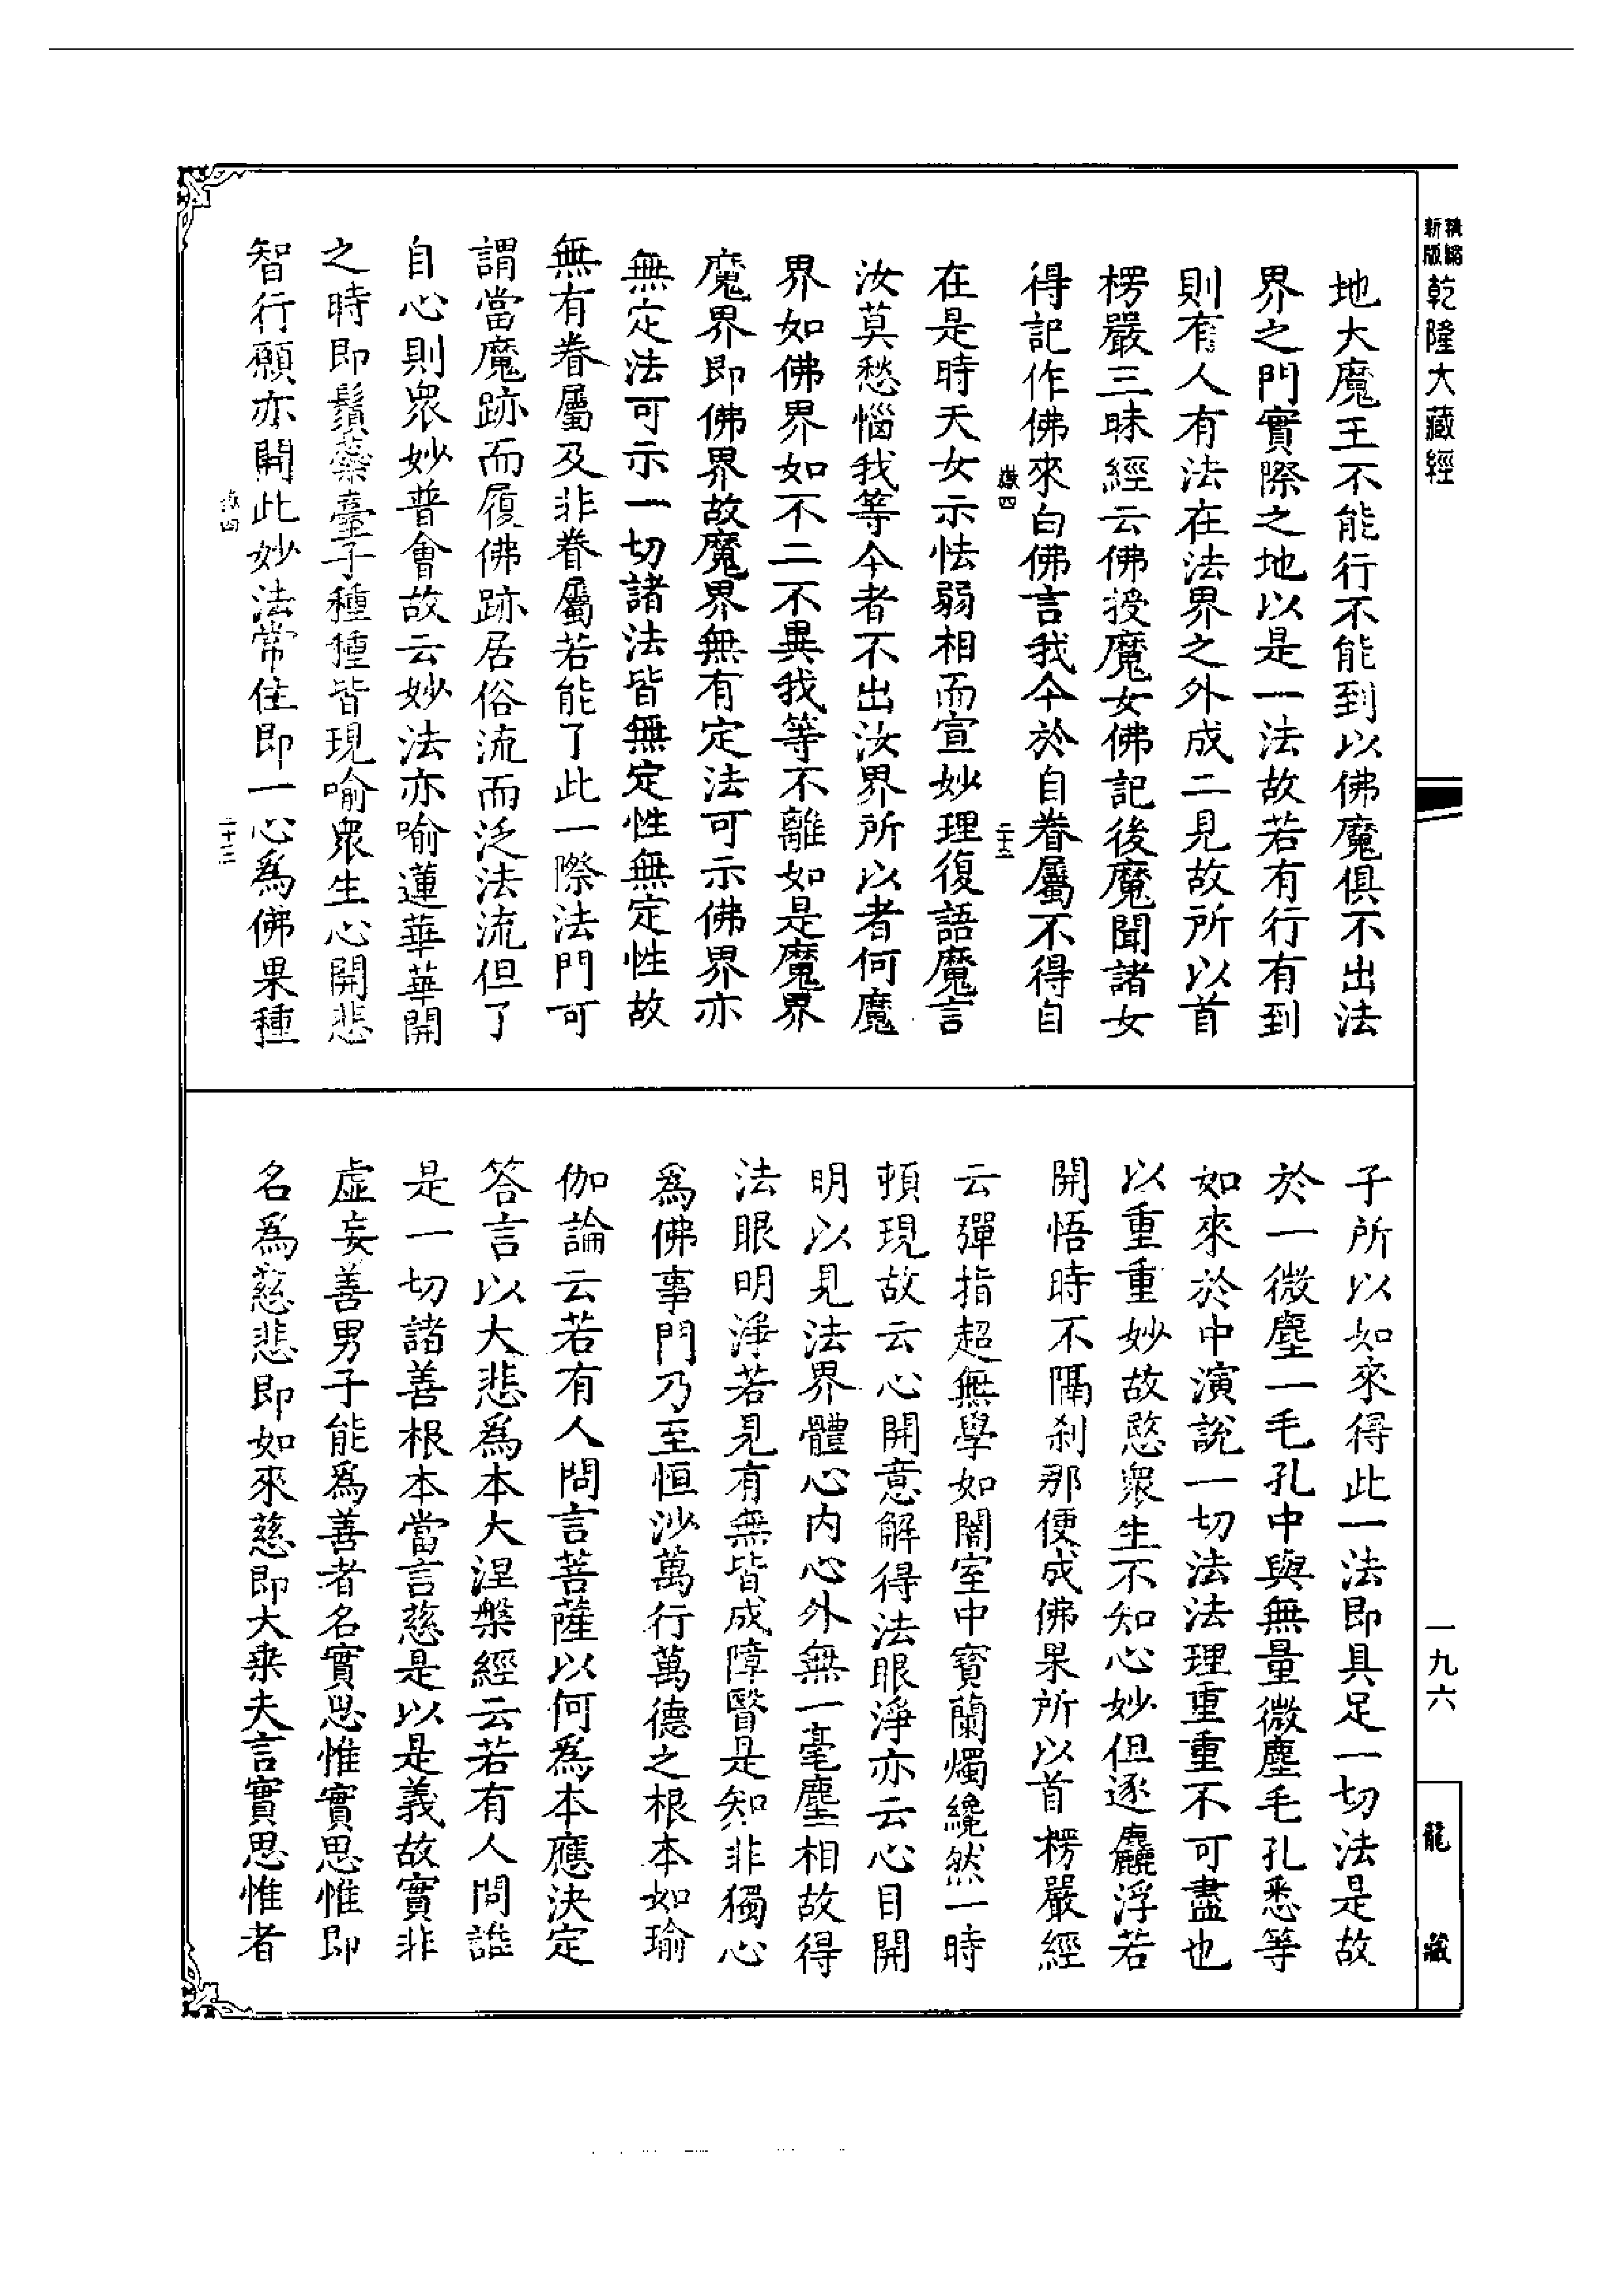 精縮新版
乾隆大藏經
地大魔王不能行不能到以佛魔俱不出法
界之門實際之地以是一法故若有行有到
則有人有法在法界之外成二見故所以首
楞嚴三昧經云佛授魔女佛記後魔聞諸女
得記作佛來白佛言我今於自眷屬不得自
在是時天女示怯弱相而宣妙理復語魔言
汝莫愁惱我等今者不出汝界所以者何魔
界如佛界如不二不異我等不離如是魔界
魔界即佛界故魔界無有定法可示佛界亦
無定法可示一切諸法皆無定性無定性故
無有眷屬及非眷屬若能了此一際法門可
謂當魔跡而履佛跡居俗流而泛法流但了
自心則眾妙普會故云妙法亦喻蓮華華開
之時即鬚蘂臺子種種皆現喻眾生心開悲
智行願亦開此妙法常住即一心為佛果種
子所以如來得此一法即具足一切法是故
於一微塵一毛孔中與無量微塵毛孔悉等
如來於中演說一切法法理重重不可盡也
以重重妙故愍眾生不知心妙但逐麤浮若
開悟時不隔剎那便成佛果所以首楞嚴經
云彈指超無學如闇室中寶蘭燭纔然一時
頓現故云心開意解得法眼淨亦云心目開
明以見法界體心內心外無一毫塵相故得
法眼明淨若見有無皆成障瞖是知非獨心
為佛事門乃至恒沙萬行萬德之根本如瑜
伽論云若有人問言菩薩以何為本應決定
答言以大悲為本大涅槃經云若有人問誰
是一切諸善根本當言慈是以是義故實非
虛妄善男子能為善者名實思惟實思惟即
名為慈悲即如來慈即大乘夫言實思惟者
一九六
龍藏